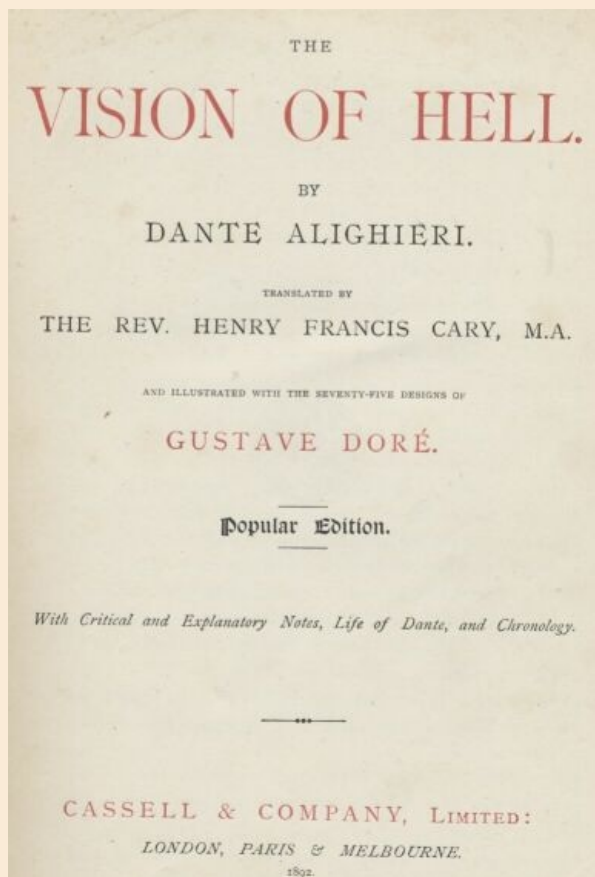 THE
VISION OF HELL.
BY
DANTE ALIGHIERI.
TRANSLATED BY
THE REV. HENRY FRANCIS CARY, M.A.
AND ILLUSTRATED WITH THE SEVENTY-FIVE DESIGNS OF
GUSTAVE DORÉ.
Popular Edition.
With Critical and Explanatory Notes, Life of Dante, and Chronology.
CASSELL & COMPANY, LIMITED:
LONDON, PARIS & MELBOURNE.
1892.